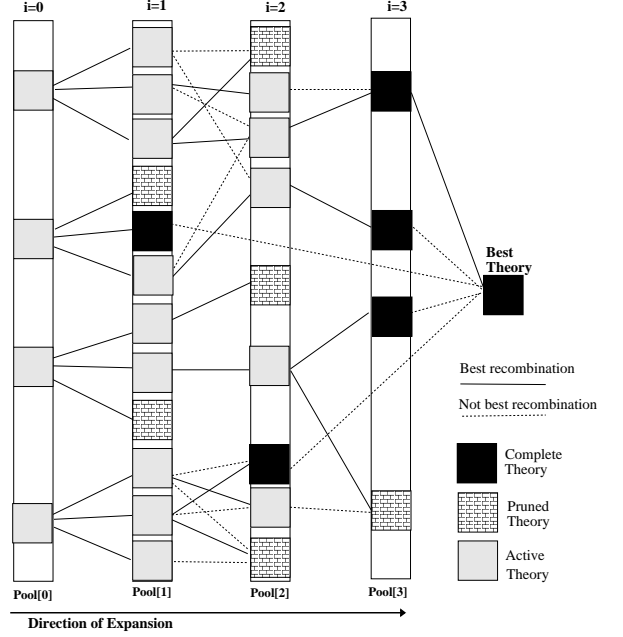 i=0
i=1
i=2
i=3
Best
Theory
Best recombination
Not best recombination
Complete
Theory
Pruned
Theory
Active
Theory
Pool[0]
Pool[1]
Pool[2]
Pool[3]
Direction of Expansion